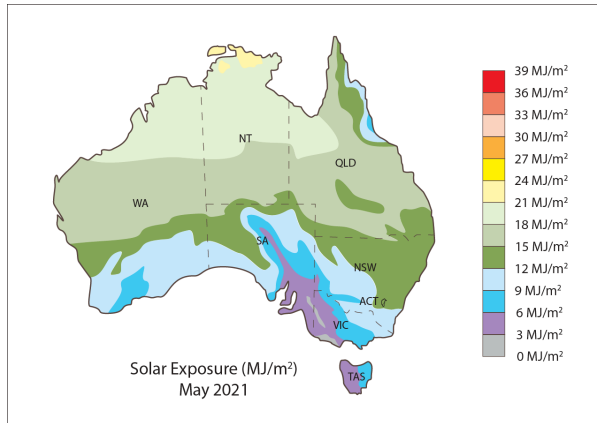 NT
QLD
WA
SA
NSW
ACT
VIC
TAS
Solar Exposure (MJ/m²)
May 2021
39 MJ/m²
36 MJ/m²
33 MJ/m²
30 MJ/m²
27 MJ/m²
24 MJ/m²
21 MJ/m²
18 MJ/m²
15 MJ/m²
12 MJ/m²
9 MJ/m²
6 MJ/m²
3 MJ/m²
0 MJ/m²